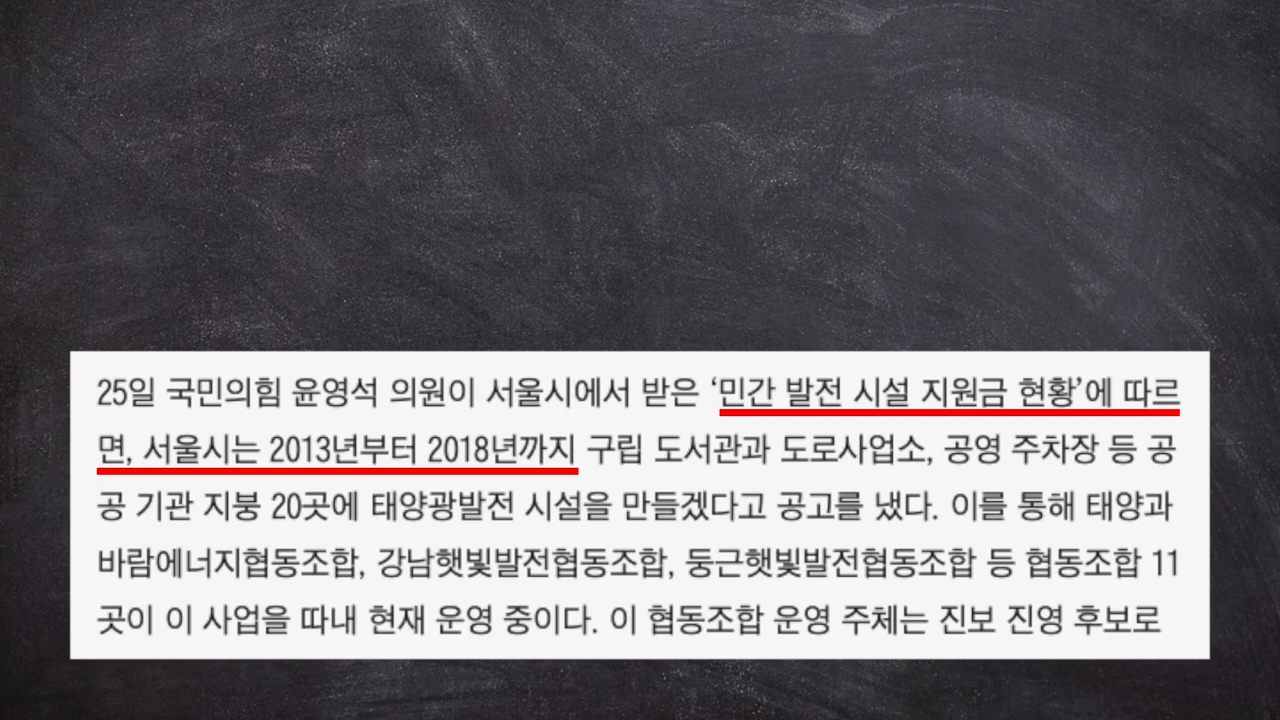 25일 국민의힘 윤영석 의원이 서울시에서 받은 ‘민간 발전 시설 지원금 현황’에 따르
면, 서울시는 2013년부터 2018년까지 구립 도서관과 도로사업소, 공영 주차장 등 공
공 기관 지붕 20곳에 태양광발전 시설을 만들겠다고 공고를 냈다. 이를 통해 태양과
바람에너지협동조합, 강남햇빛발전협동조합, 둥근햇빛발전협동조합 등 협동조합 11
곳이 이 사업을 따내 현재 운영 중이다. 이 협동조합 운영 주체는 진보 진영 후보로